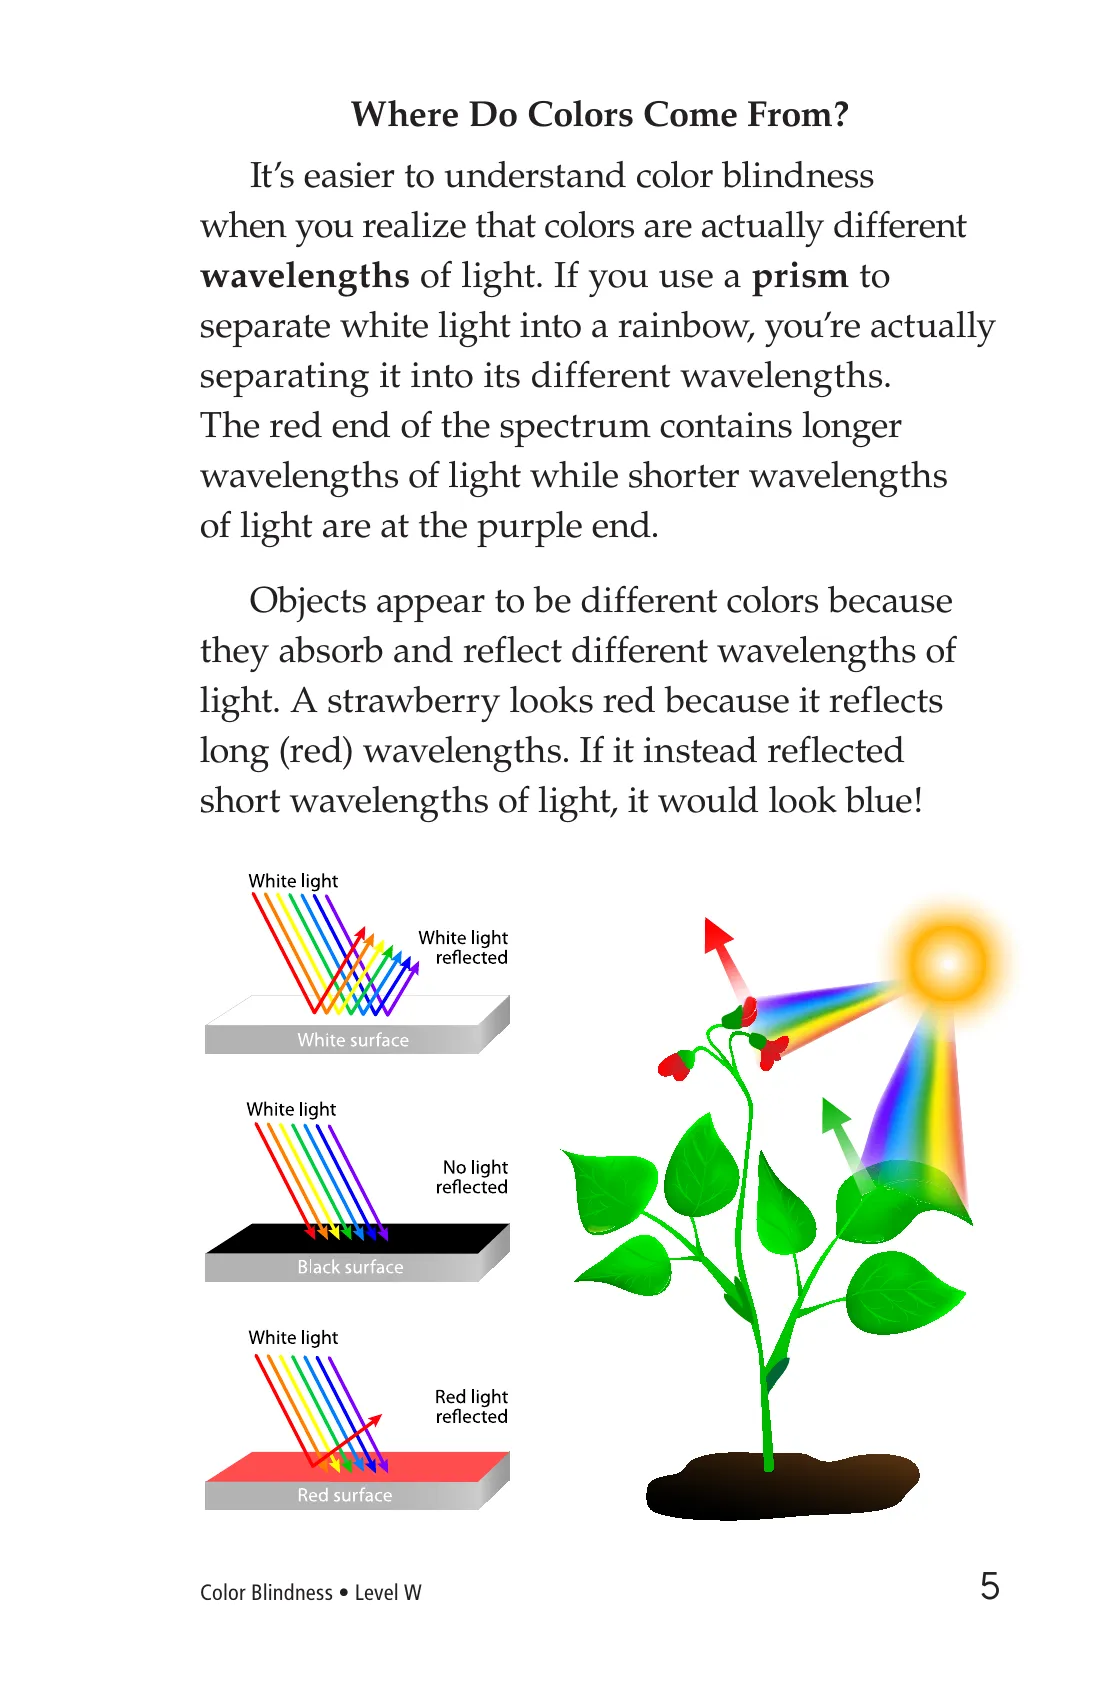 Where Do Colors Come From?
It’s easier to understand color blindness
when you realize that colors are actually different
wavelengths of light. If you use a prism to
separate white light into a rainbow, you’re actually
separating it into its different wavelengths.
The red end of the spectrum contains longer
wavelengths of light while shorter wavelengths
of light are at the purple end.
Objects appear to be different colors because
they absorb and reflect different wavelengths of
light. A strawberry looks red because it reflects
long (red) wavelengths. If it instead reflected
short wavelengths of light, it would look blue!
White light
White light
reflected
White surface
White light
No light
reflected
Black surface
White light
Red light
reflected
Red surface
Color Blindness • Level W
5